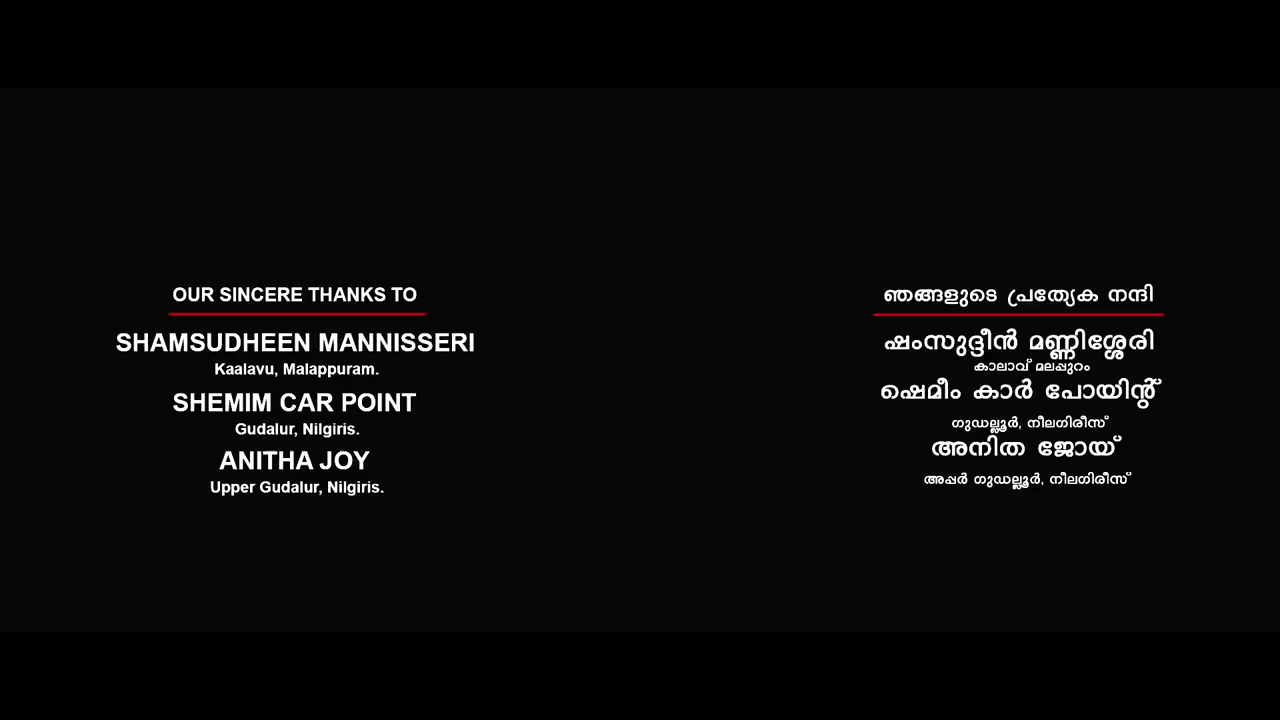 OUR SINCERE THANKS TO
SHAMSUDHEEN MANNISSERI
Kaalavu, Malappuram.
SHEMIM CAR POINT
Gudalur, Nilgiris.
ANITHA JOY
Upper Gudalur, Nilgiris.
ഞങ്ങളുടെ പ്രത്യേക നന്ദി
ഷംസുദ്ദീൻ മണ്ണിശ്ശേരി
കാലാവ് മലപ്പുറം
ഷെമീം കാർ പോയിന്റ്
ഗുഡല്ലൂർ, നീലഗിരീസ്
അനിത ജോയ്
അപ്പർ ഗുഡല്ലൂർ, നീലഗിരീസ്